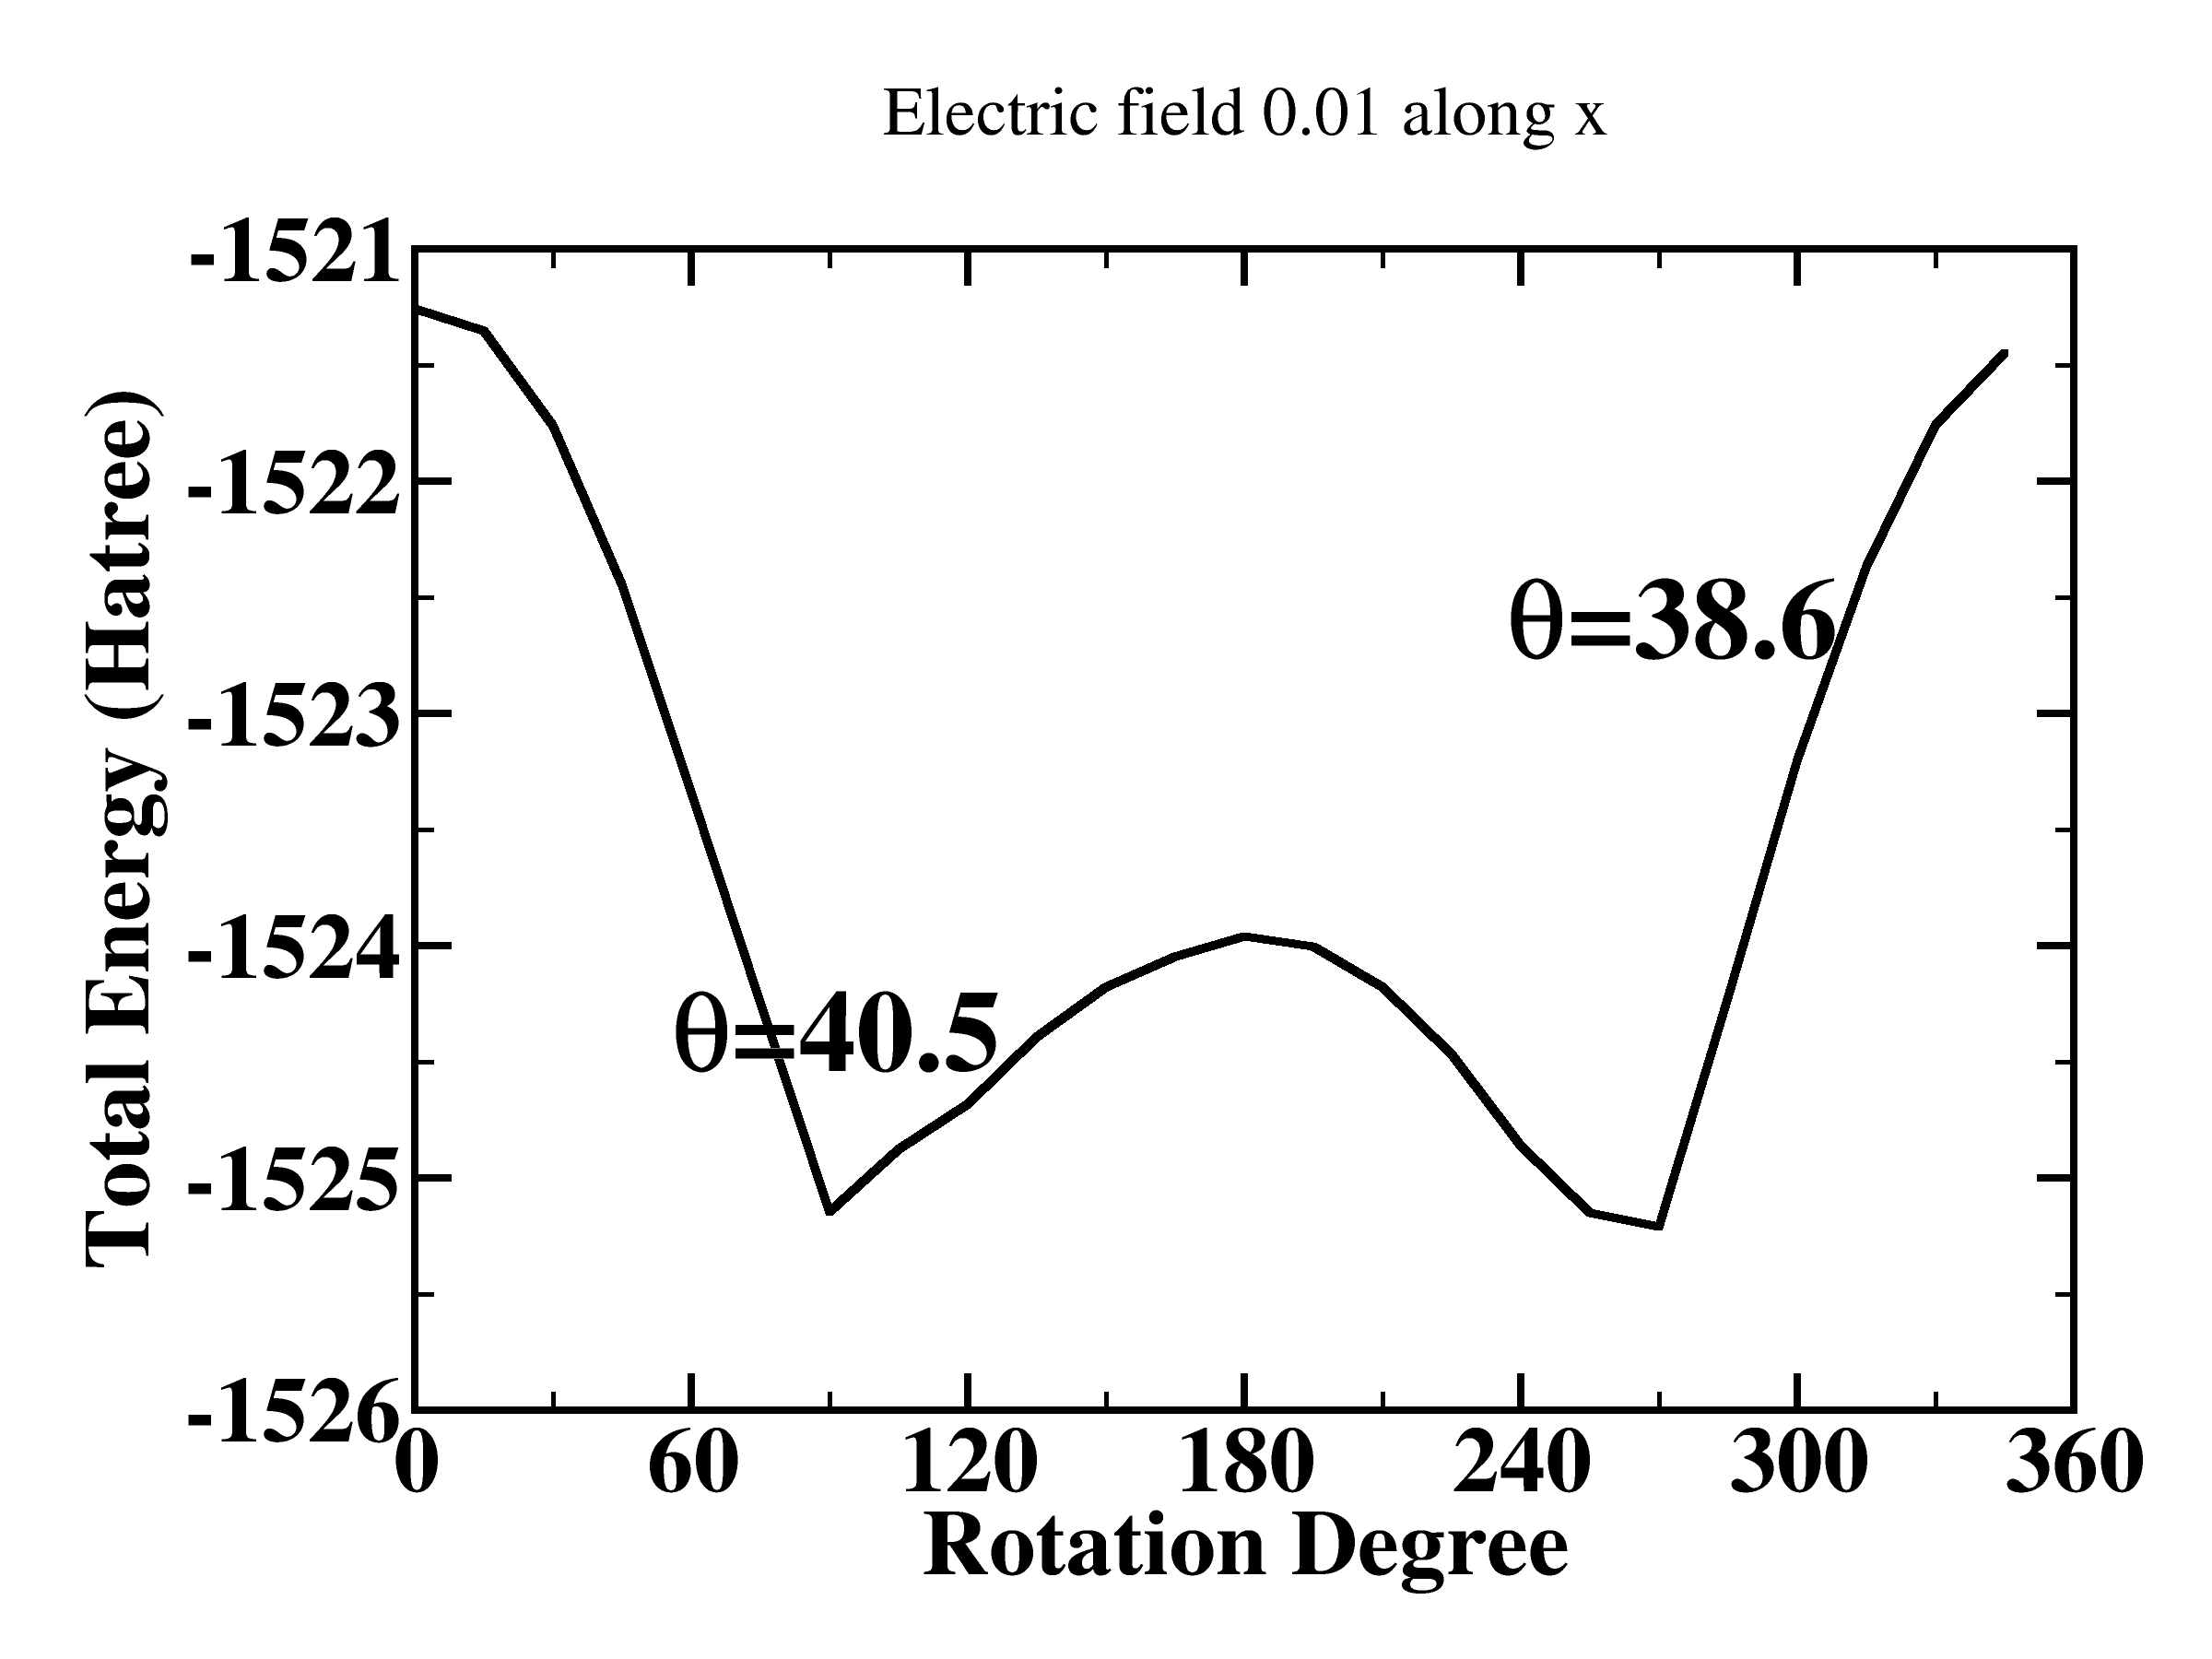 Electric field 0.01 along x
-1521
-1522
-1523
-1524
-1525
-1526
Total Energy (Hatree)
θ=38.6
θ=40.5
0 60 120 180 240 300 360
Rotation Degree